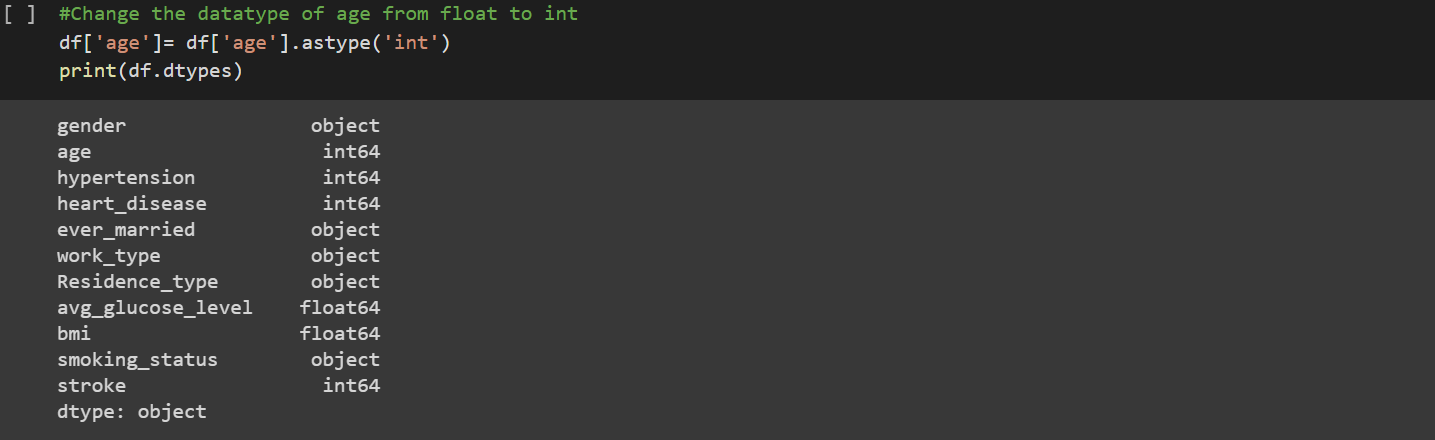 [ ] #Change the datatype of age from float to int
df['age']= df['age'].astype('int')
print(df.dtypes)
gender object
age int64
hypertension int64
heart_disease int64
ever_married object
work_type object
Residence_type object
avg_glucose_level float64
bmi float64
smoking_status object
stroke int64
dtype: object